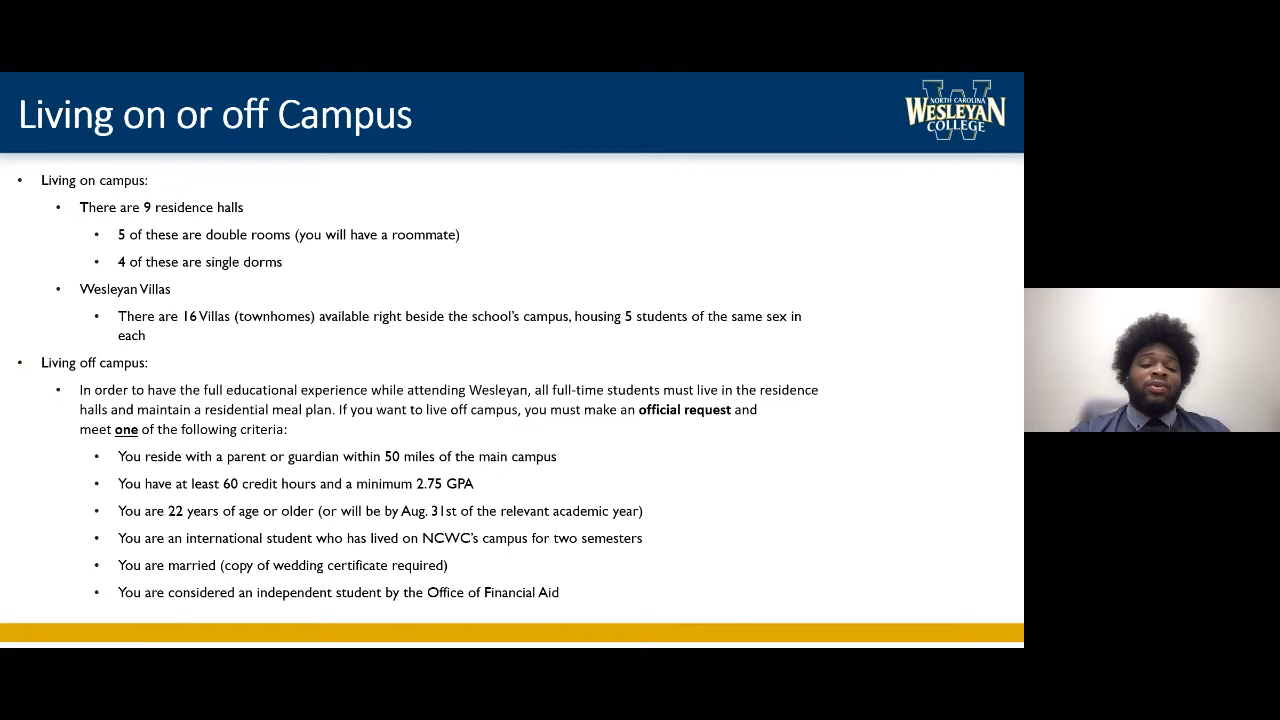 Living on or off Campus
NORTH CAROLINA
WESLEYAN
COLLEGE
• Living on campus:
• There are 9 residence halls
• 5 of these are double rooms (you will have a roommate)
• 4 of these are single dorms
• Wesleyan Villas
• There are 16 Villas (townhomes) available right beside the school's campus, housing 5 students of the same sex in
each
• Living off campus:
• In order to have the full educational experience while attending Wesleyan, all full-time students must live in the residence
halls and maintain a residential meal plan. If you want to live off campus, you must make an official request and
meet one of the following criteria:
• You reside with a parent or guardian within 50 miles of the main campus
• You have at least 60 credit hours and a minimum 2.75 GPA
• You are 22 years of age or older (or will be by Aug. 31st of the relevant academic year)
• You are an international student who has lived on NCWC's campus for two semesters
• You are married (copy of wedding certificate required)
• You are considered an independent student by the Office of Financial Aid